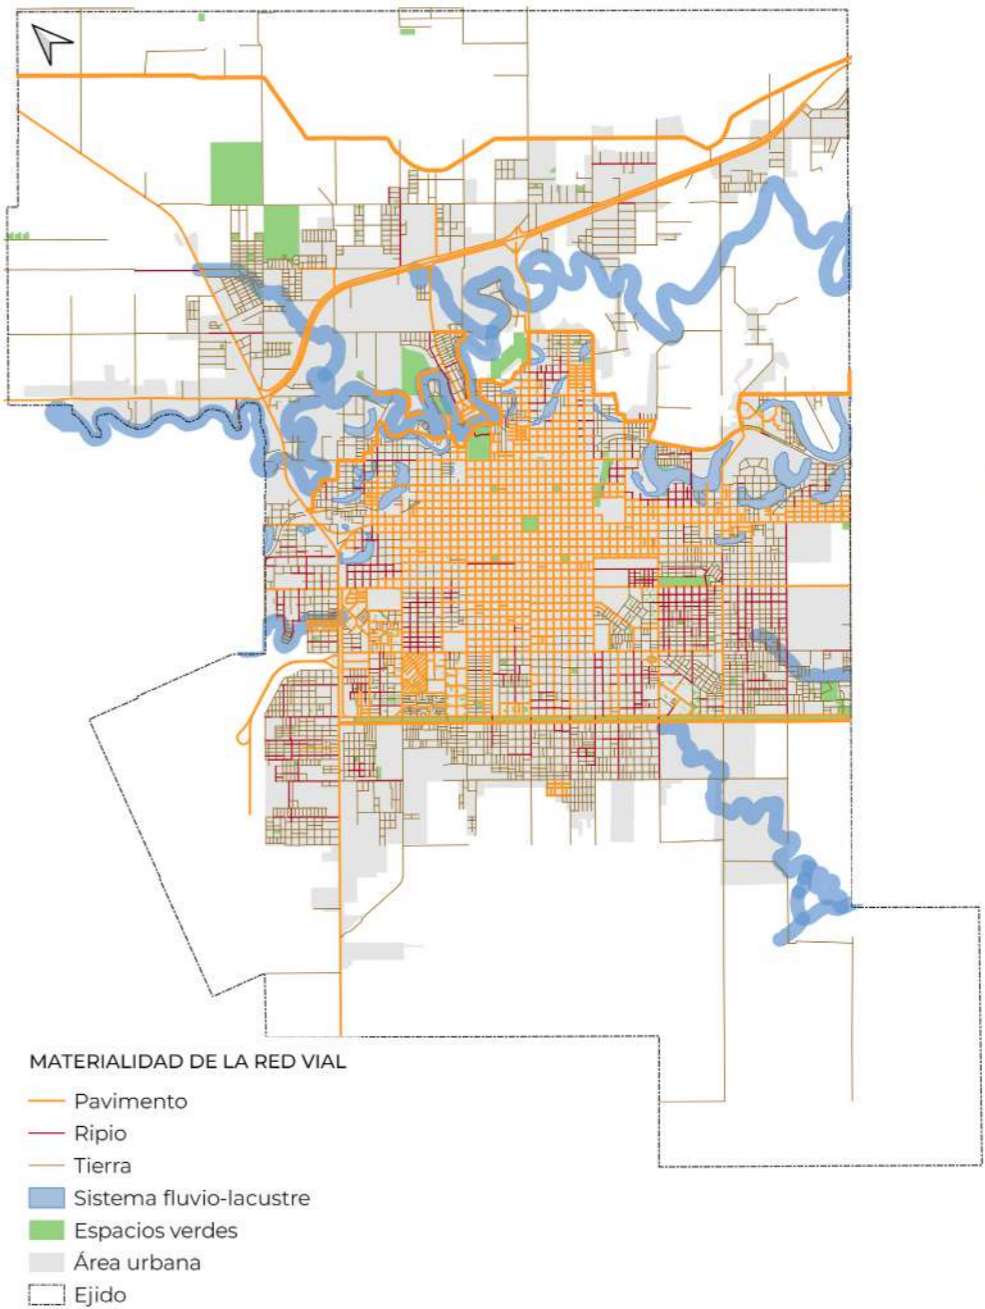 MATERIALIDAD DE LA RED VIAL
Pavimento
Ripio
Tierra
Sistema fluvio-lacustre
Espacios verdes
Área urbana
Ejido